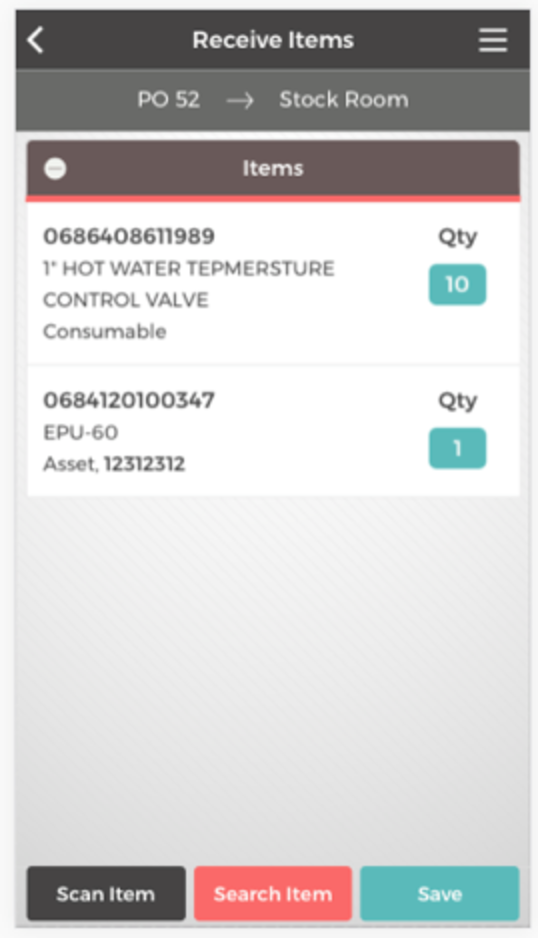 Receive Items
PO 52 → Stock Room
Items
0686408611989 Qty
1" HOT WATER TEPMERSTURE 10
CONTROL VALVE
Consumable
0684120100347 Qty
EPU-60 1
Asset, 12312312
Scan Item Search Item Save